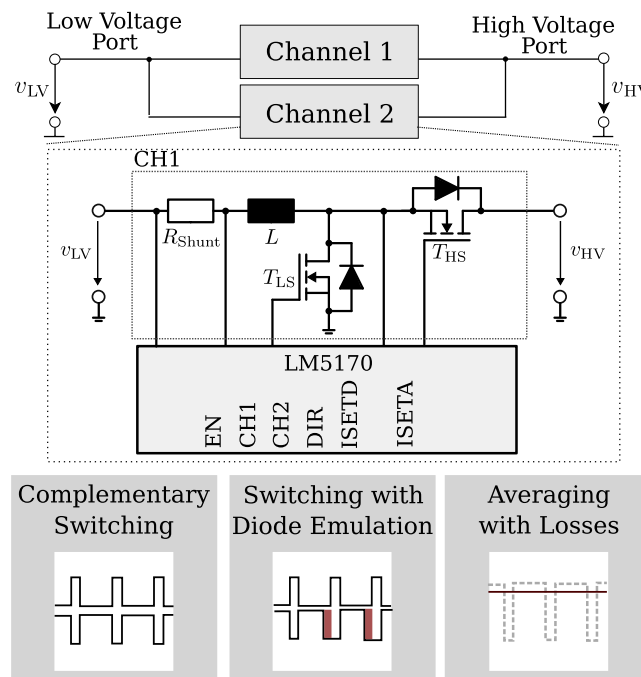 Low Voltage
Port
High Voltage
Port
Channel 1
Channel 2
v_LV
v_HV
CH1
R_Shunt
L
T_LS
T_HS
v_LV
v_HV
LM5170
EN
CH1
CH2
DIR
ISETD
ISETA
Complementary
Switching
Switching with
Diode Emulation
Averaging
with Losses